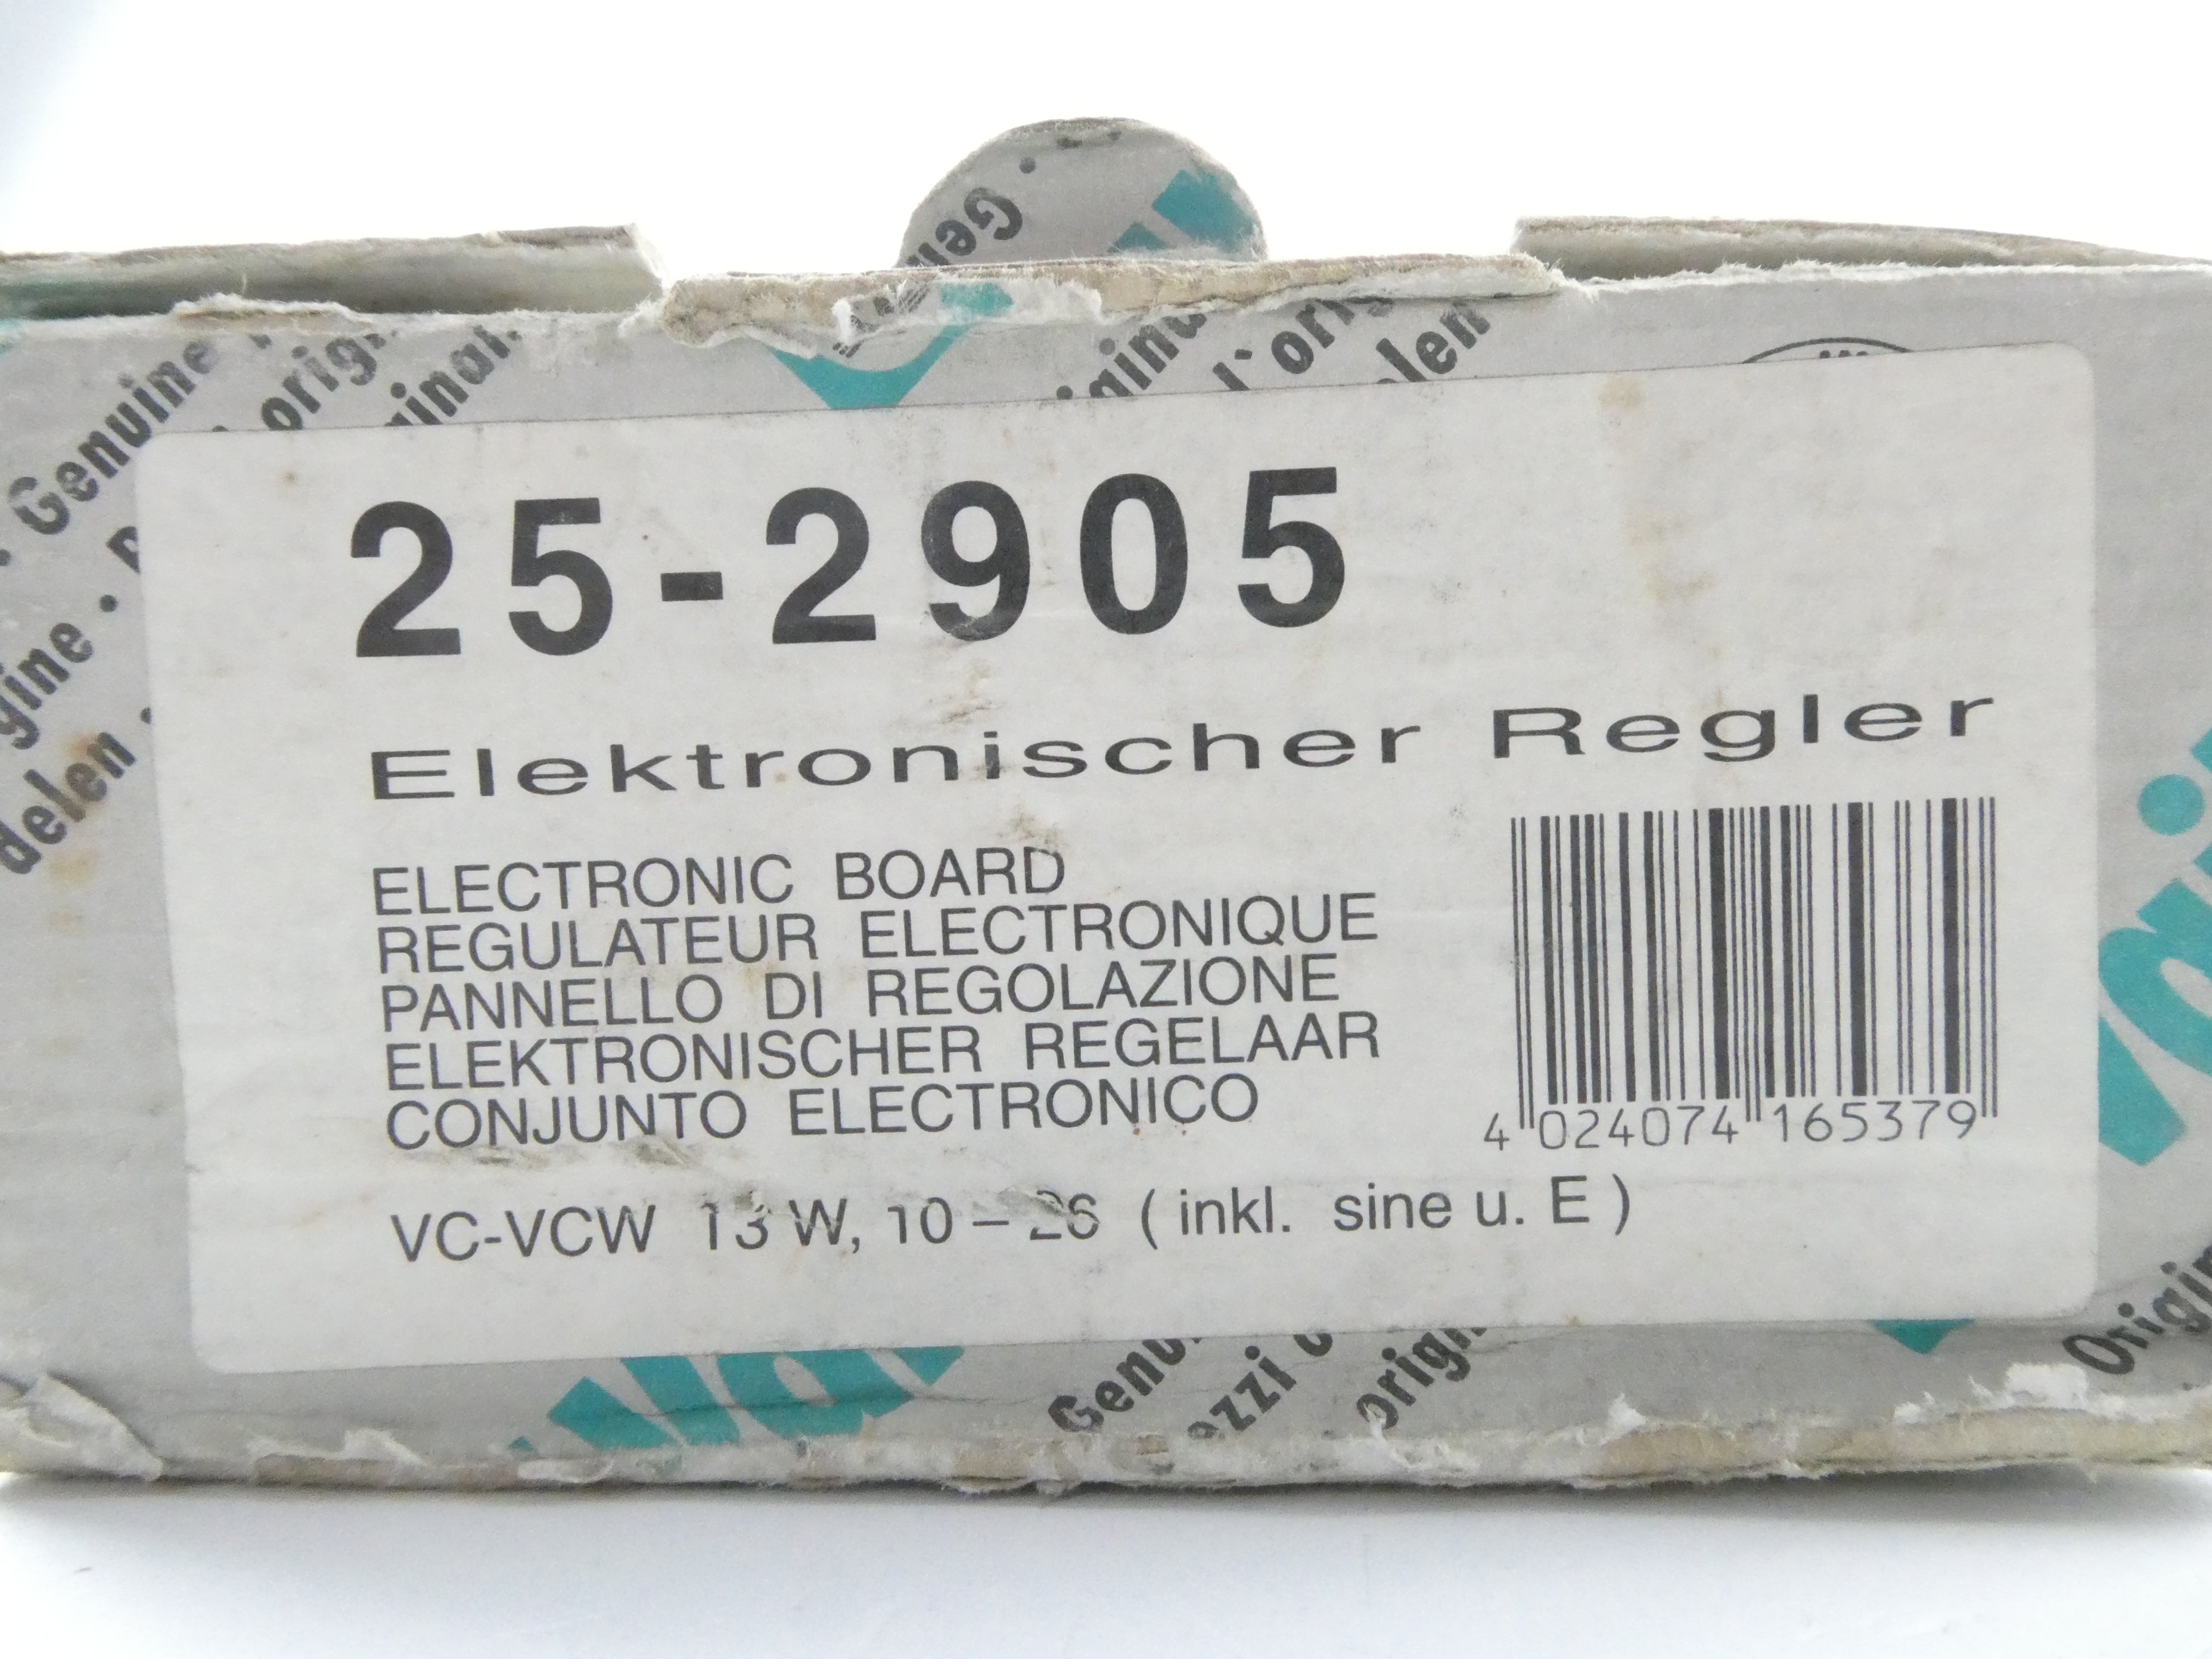 Genuine
25-2905
Elektronischer Regler
ELECTRONIC BOARD
REGULATEUR ELECTRONIQUE
PANNELLO DI REGOLAZIONE
ELEKTRONISCHER REGELAAR
CONJUNTO ELECTRONICO
4 024074 165379
VC-VCW 13 W, 10 – 26 ( inkl. sine u. E )